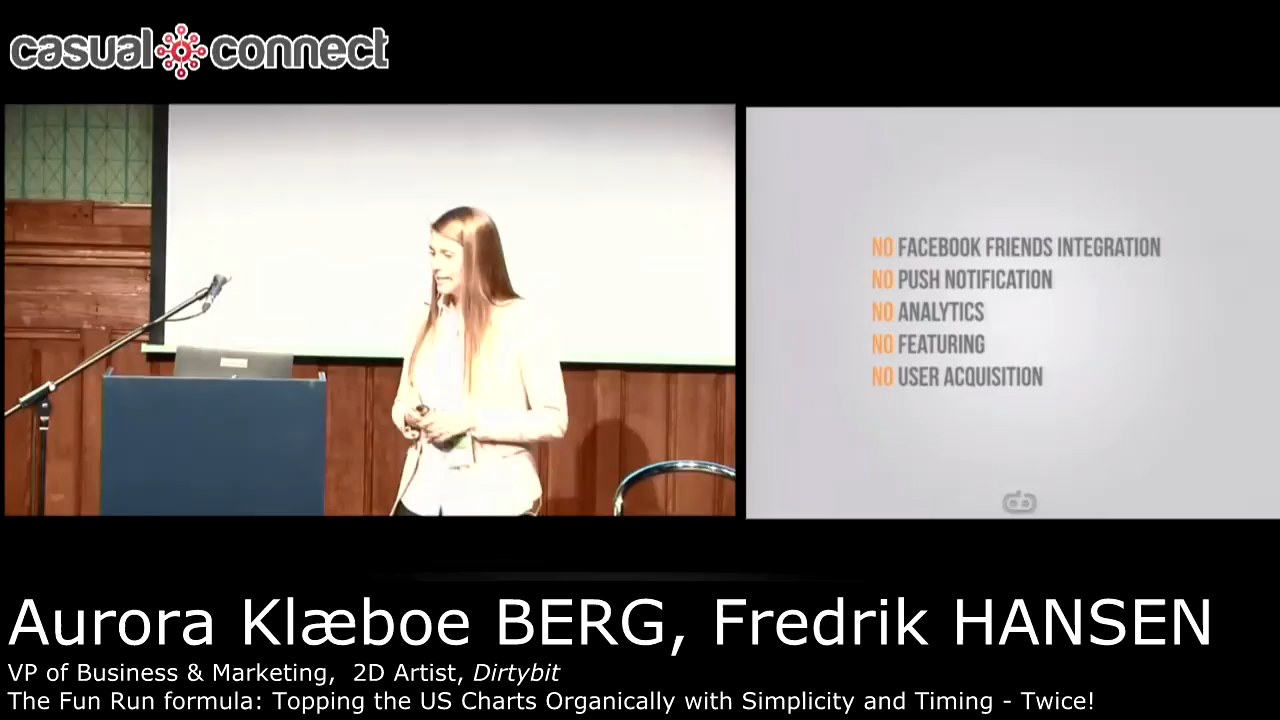 casual connect
NO FACEBOOK FRIENDS INTEGRATION
NO PUSH NOTIFICATION
NO ANALYTICS
NO FEATURING
NO USER ACQUISITION
Aurora Klæboe BERG, Fredrik HANSEN
VP of Business & Marketing,  2D Artist, Dirtybit
The Fun Run formula: Topping the US Charts Organically with Simplicity and Timing - Twice!